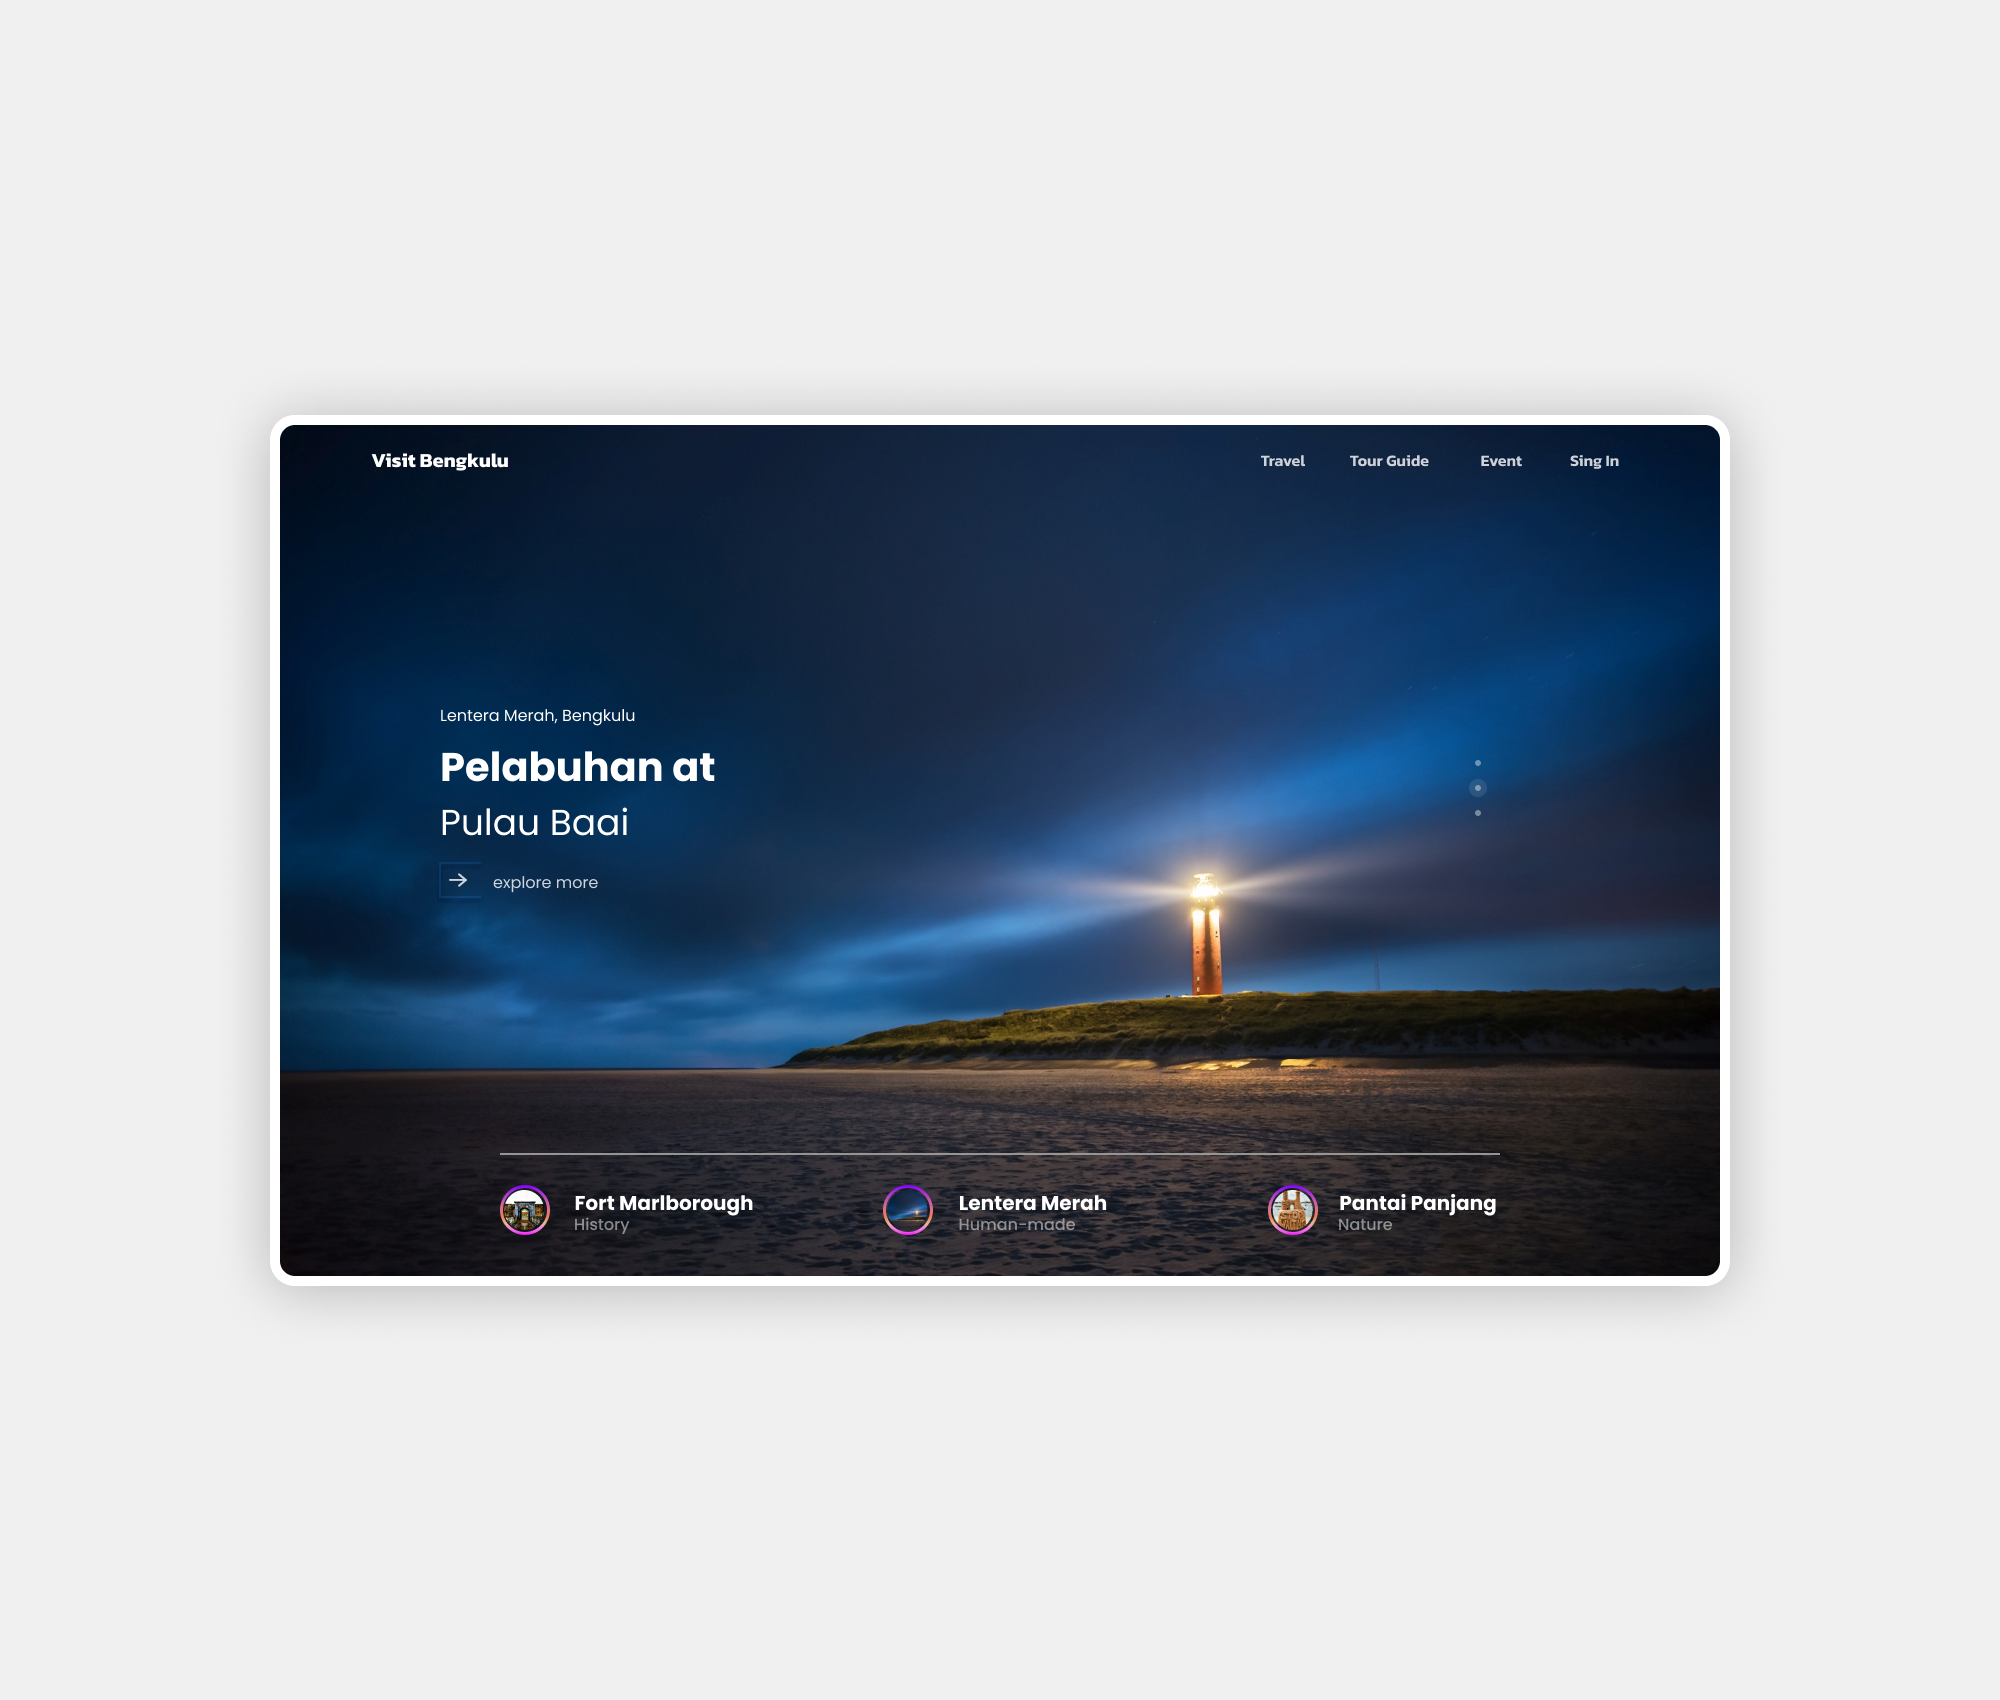 Visit Bengkulu
Travel
Tour Guide
Event
Sing In
Lentera Merah, Bengkulu
Pelabuhan at
Pulau Baai
explore more
Fort Marlborough
History
Lentera Merah
Human-made
Pantai Panjang
Nature